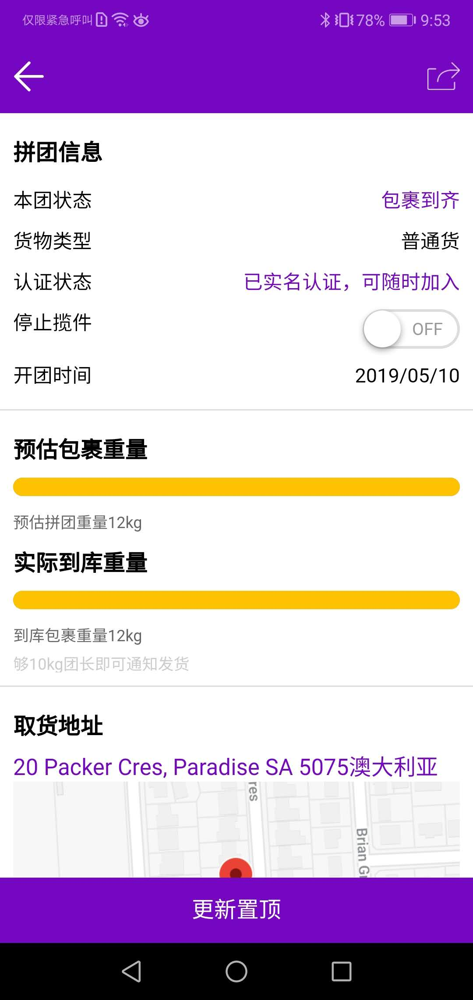 仅限紧急呼叫 78% 9:53
拼团信息
本团状态 包裹到齐
货物类型 普通货
认证状态 已实名认证，可随时加入
停止揽件 OFF
开团时间 2019/05/10
预估包裹重量
预估拼团重量12kg
实际到库重量
到库包裹重量12kg
够10kg团长即可通知发货
取货地址
20 Packer Cres, Paradise SA 5075澳大利亚
res
Brian Gr
更新置顶